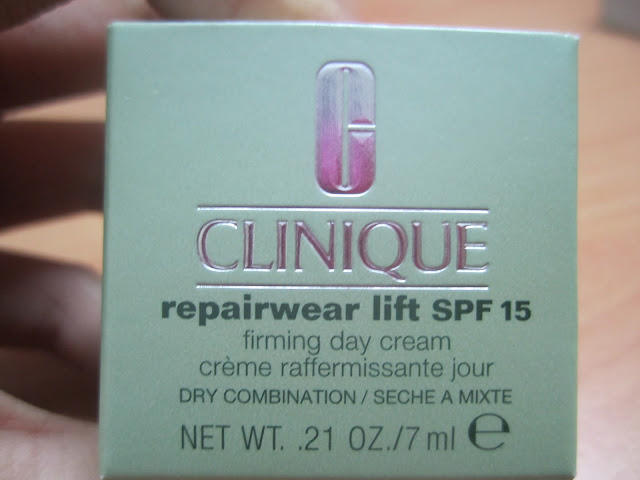 CLINIQUE
repairwear lift SPF 15
firming day cream
crème raffermissante jour
DRY COMBINATION / SECHE A MIXTE
NET WT. .21 OZ./7 ml ℮